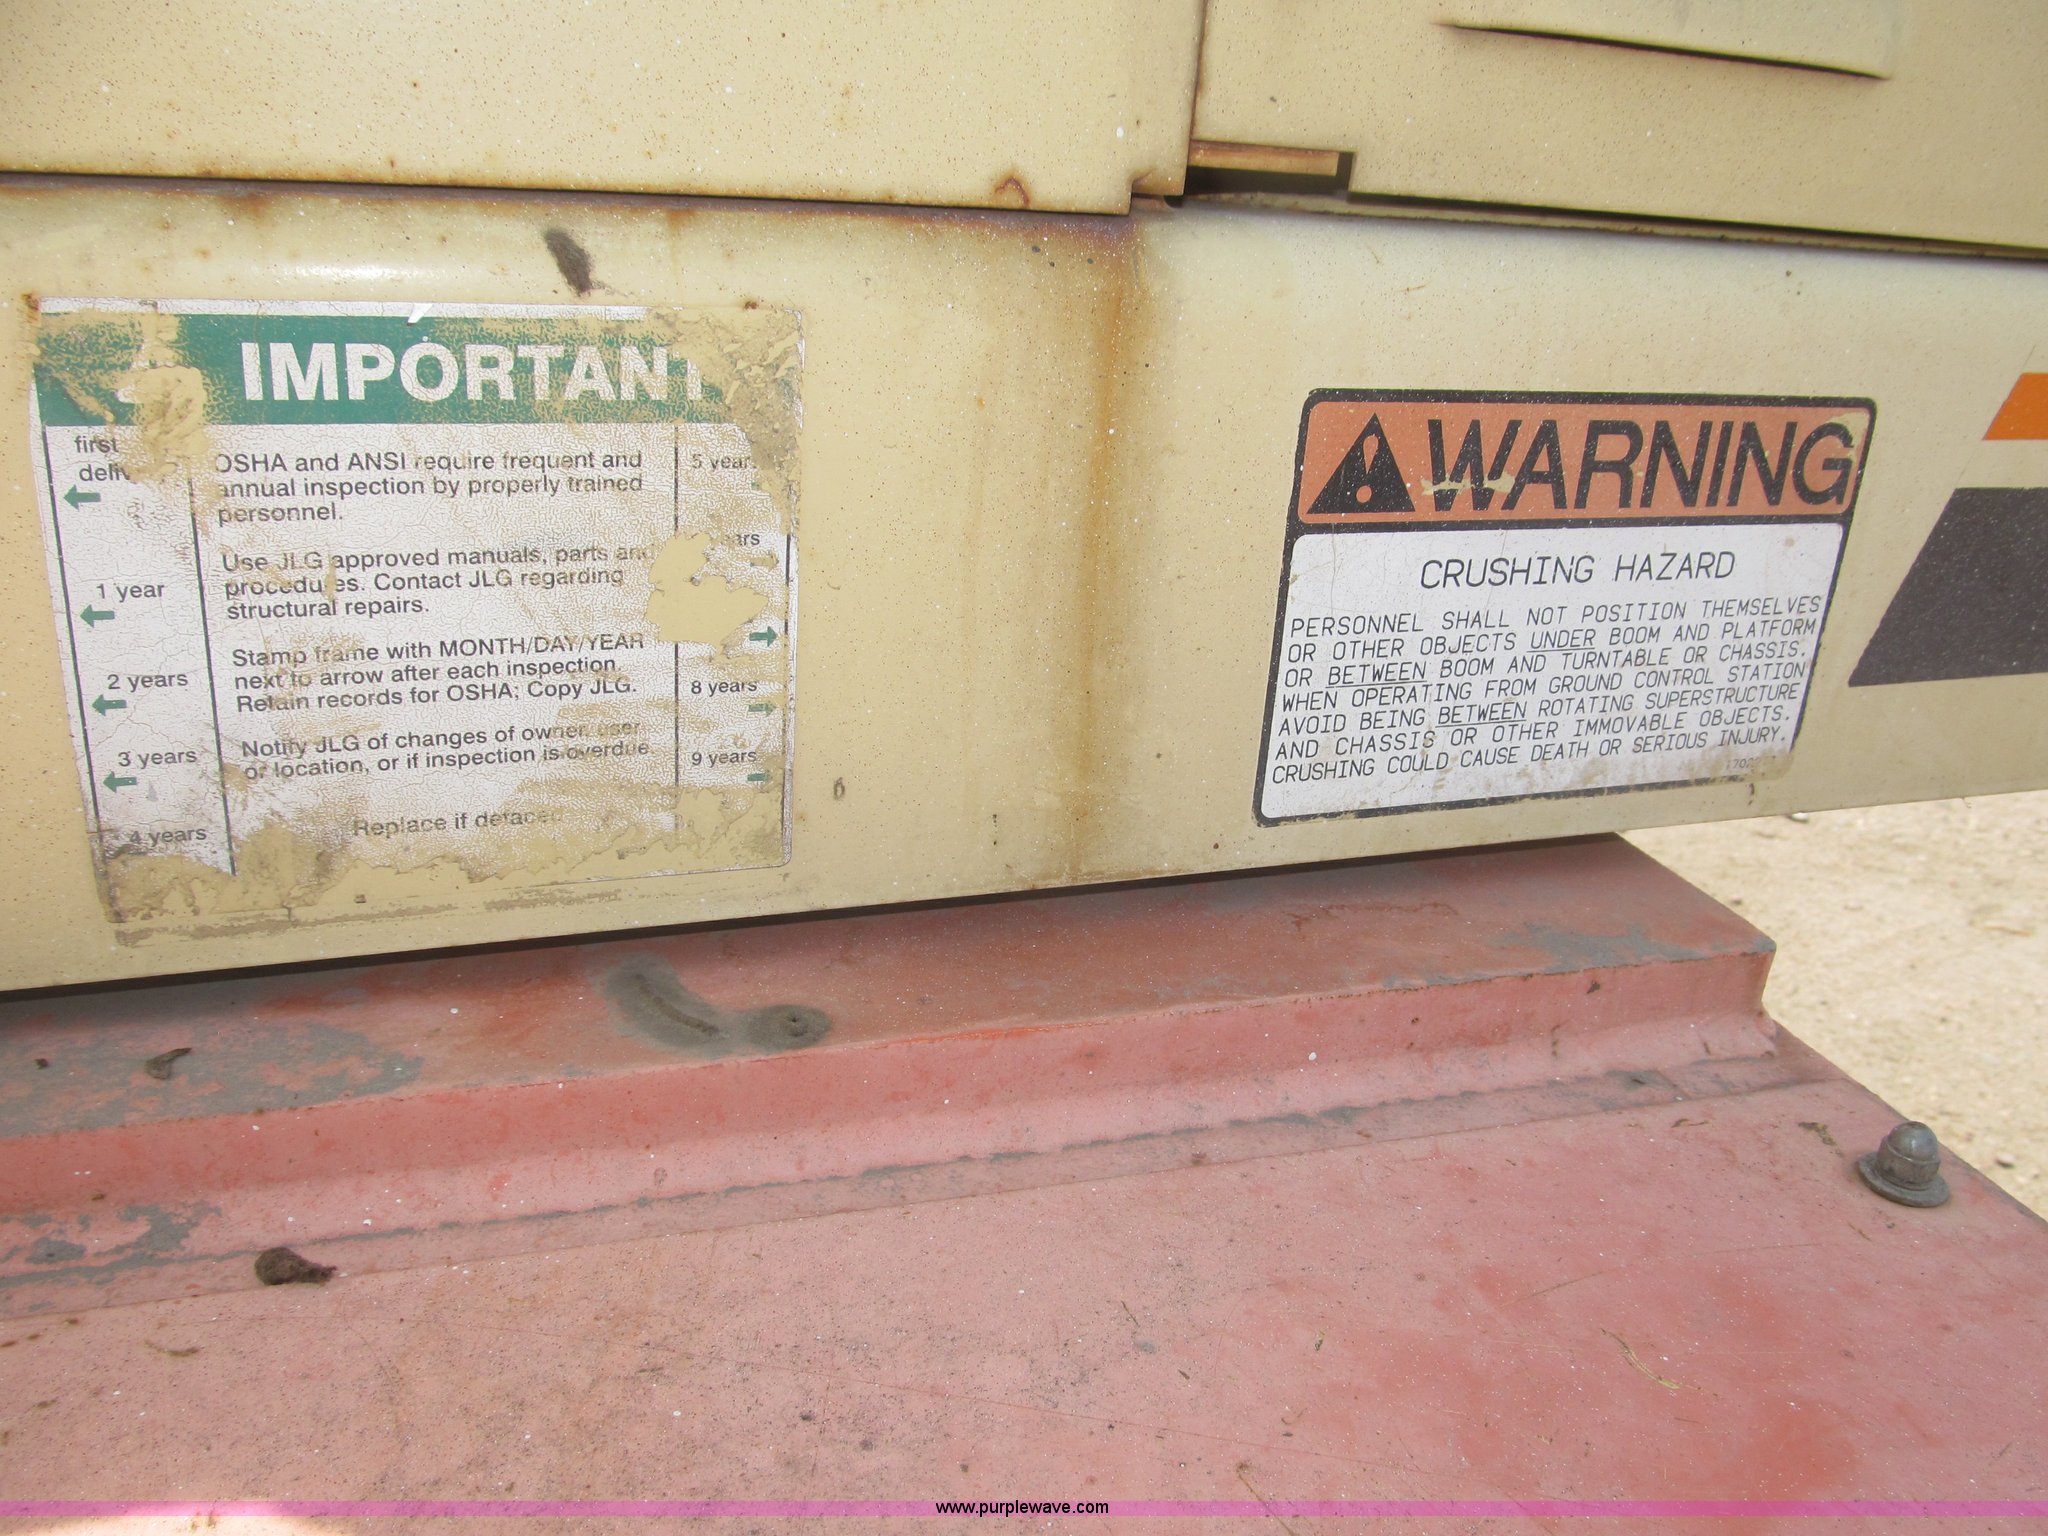 IMPORTANT
first
OSHA and ANSI require frequent and
annual inspection by properly trained
personnel.
Use JLG approved manuals, parts and
procedures. Contact JLG regarding
structural repairs.
Stamp frame with MONTH/DAY/YEAR
next to arrow after each inspection.
Retain records for OSHA; Copy JLG.
Notify JLG of changes of owner, user
or location, or if inspection is overdue
Replace if defaced
1 year
2 years
3 years
4 years
5 years
8 years
9 years
WARNING
CRUSHING HAZARD
PERSONNEL SHALL NOT POSITION THEMSELVES
OR OTHER OBJECTS UNDER BOOM AND PLATFORM
OR BETWEEN BOOM AND TURNTABLE OR CHASSIS.
WHEN OPERATING FROM GROUND CONTROL STATION
AVOID BEING BETWEEN ROTATING SUPERSTRUCTURE
AND CHASSIS OR OTHER IMMOVABLE OBJECTS.
CRUSHING COULD CAUSE DEATH OR SERIOUS INJURY.
www.purplewave.com